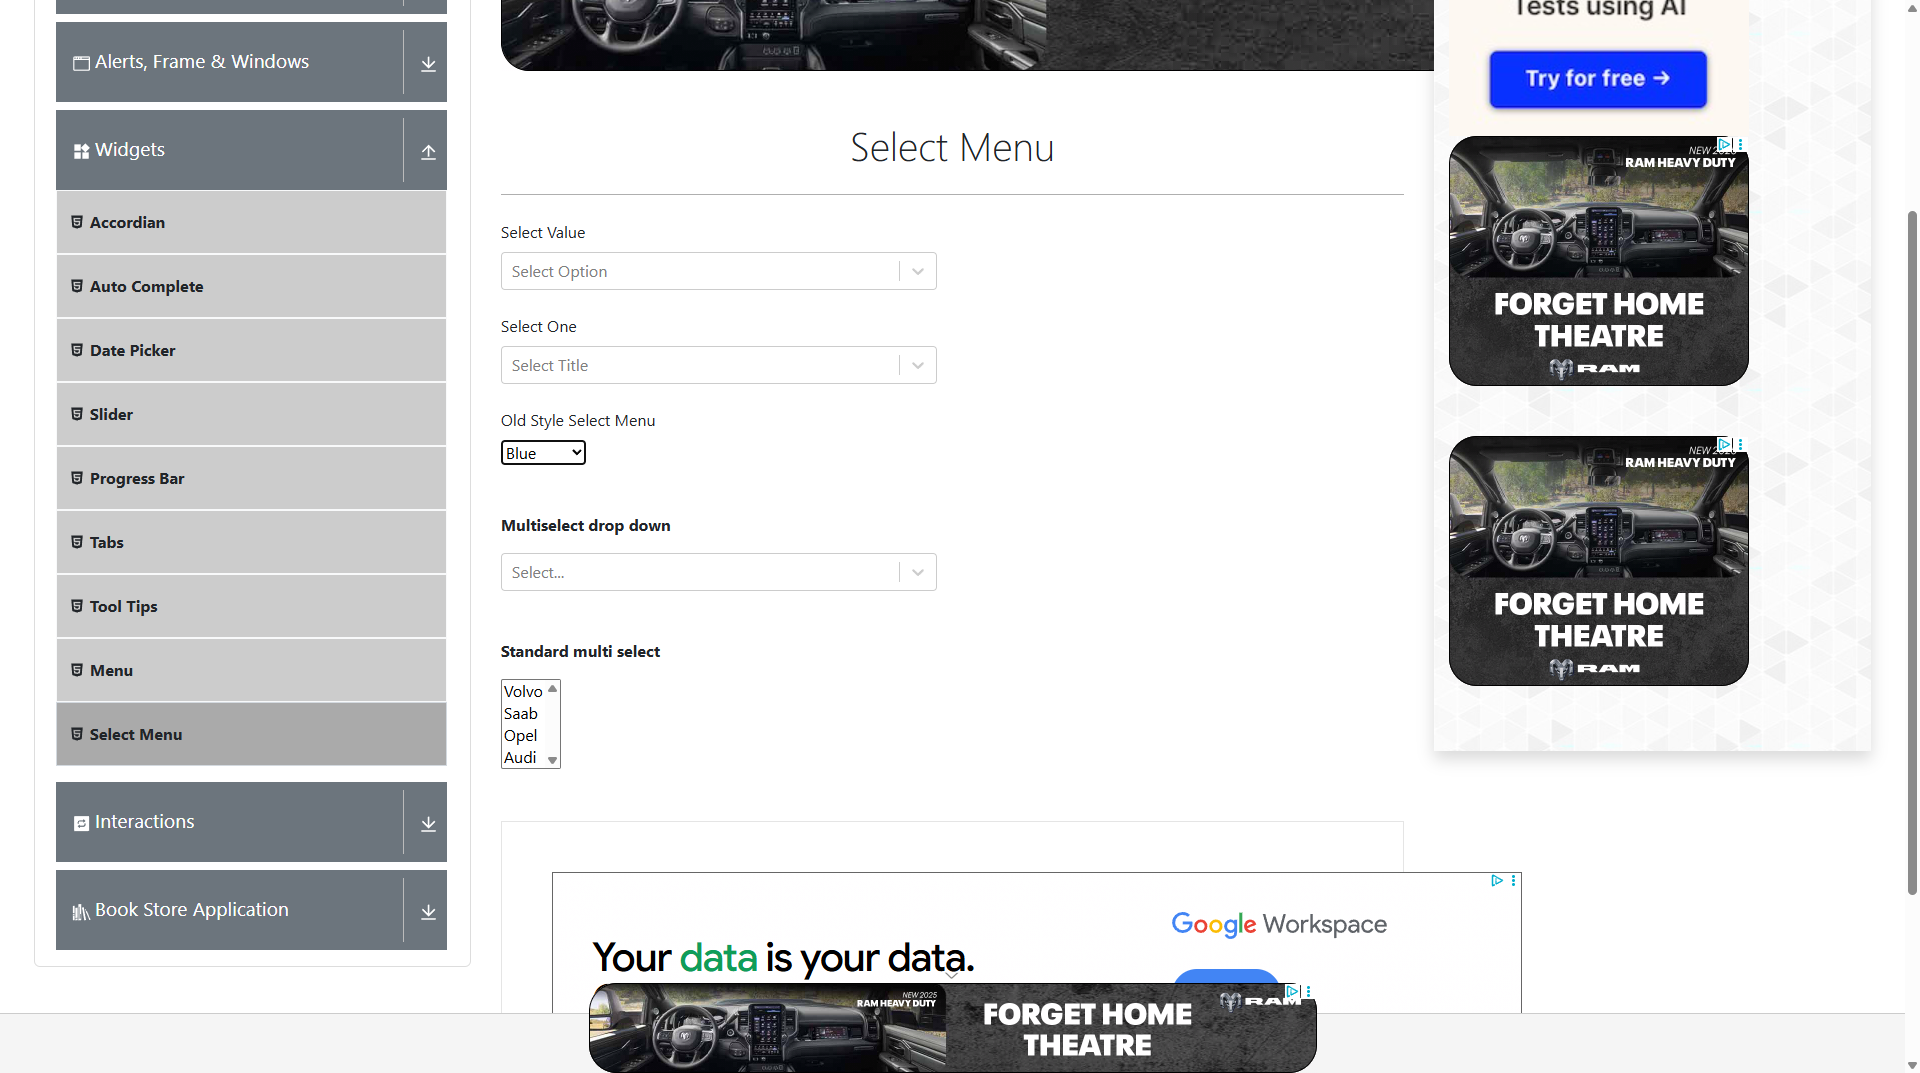 Alerts, Frame & Windows
Widgets
Accordian
Auto Complete
Date Picker
Slider
Progress Bar
Tabs
Tool Tips
Menu
Select Menu
Interactions
Book Store Application
Select Menu
Select Value
Select Option
Select One
Select Title
Old Style Select Menu
Blue
Multiselect drop down
Select...
Standard multi select
Volvo
Saab
Opel
Audi
Tests using AI
Try for free →
RAM HEAVY DUTY
FORGET HOME
THEATRE
RAM
RAM HEAVY DUTY
FORGET HOME
THEATRE
RAM
Google Workspace
Your data is your data.
NEW 2025
RAM HEAVY DUTY
FORGET HOME
THEATRE
RAM